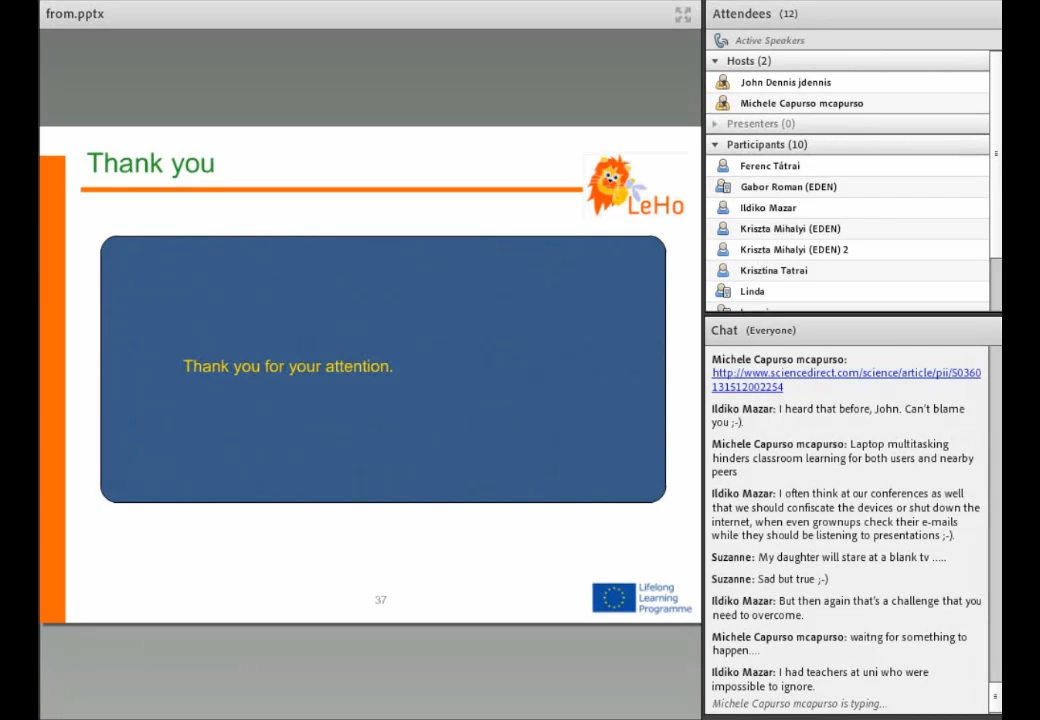 from.pptx
Thank you
LeHo
Thank you for your attention.
37
Lifelong
Learning
Programme
Attendees (12)
Active Speakers
Hosts (2)
John Dennis jdennis
Michele Capurso mcapurso
Presenters (0)
Participants (10)
Ferenc Tátrai
Gabor Roman (EDEN)
Ildiko Mazar
Kriszta Mihalyi (EDEN)
Kriszta Mihalyi (EDEN) 2
Krisztina Tatrai
Linda
Chat (Everyone)
Michele Capurso mcapurso:
http://www.sciencedirect.com/science/article/pii/S0360
131512002254
Ildiko Mazar: I heard that before, John. Can't blame
you ;-).
Michele Capurso mcapurso: Laptop multitasking
hinders classroom learning for both users and nearby
peers
Ildiko Mazar: I often think at our conferences as well
that we should confiscate the devices or shut down the
internet, when even grownups check their e-mails
while they should be listening to presentations ;-).
Suzanne: My daughter will stare at a blank tv .....
Suzanne: Sad but true ;-)
Ildiko Mazar: But then again that's a challenge that you
need to overcome.
Michele Capurso mcapurso: waitng for something to
happen....
Ildiko Mazar: I had teachers at uni who were
impossible to ignore.
Michele Capurso mcapurso is typing...